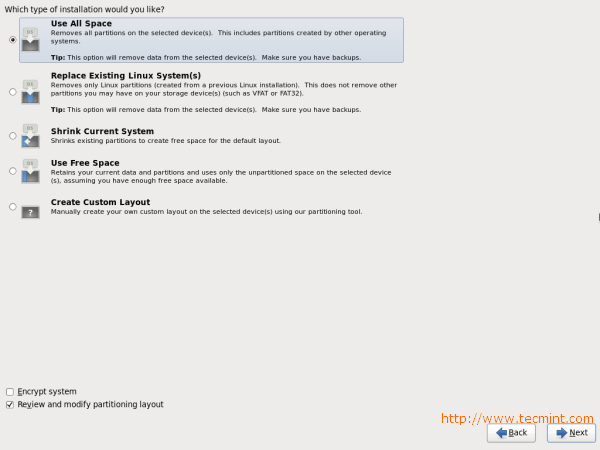 Which type of installation would you like?
Use All Space
Removes all partitions on the selected device(s). This includes partitions created by other operating
systems.
Tip: This option will remove data from the selected device(s). Make sure you have backups.
Replace Existing Linux System(s)
Removes only Linux partitions (created from a previous Linux installation). This does not remove other
partitions you may have on your storage device(s) (such as VFAT or FAT32).
Tip: This option will remove data from the selected device(s). Make sure you have backups.
Shrink Current System
Shrinks existing partitions to create free space for the default layout.
Use Free Space
Retains your current data and partitions and uses only the unpartitioned space on the selected device
(s), assuming you have enough free space available.
Create Custom Layout
Manually create your own custom layout on the selected device(s) using our partitioning tool.
Encrypt system
Review and modify partitioning layout
http://www.tecmint.com
Back
Next